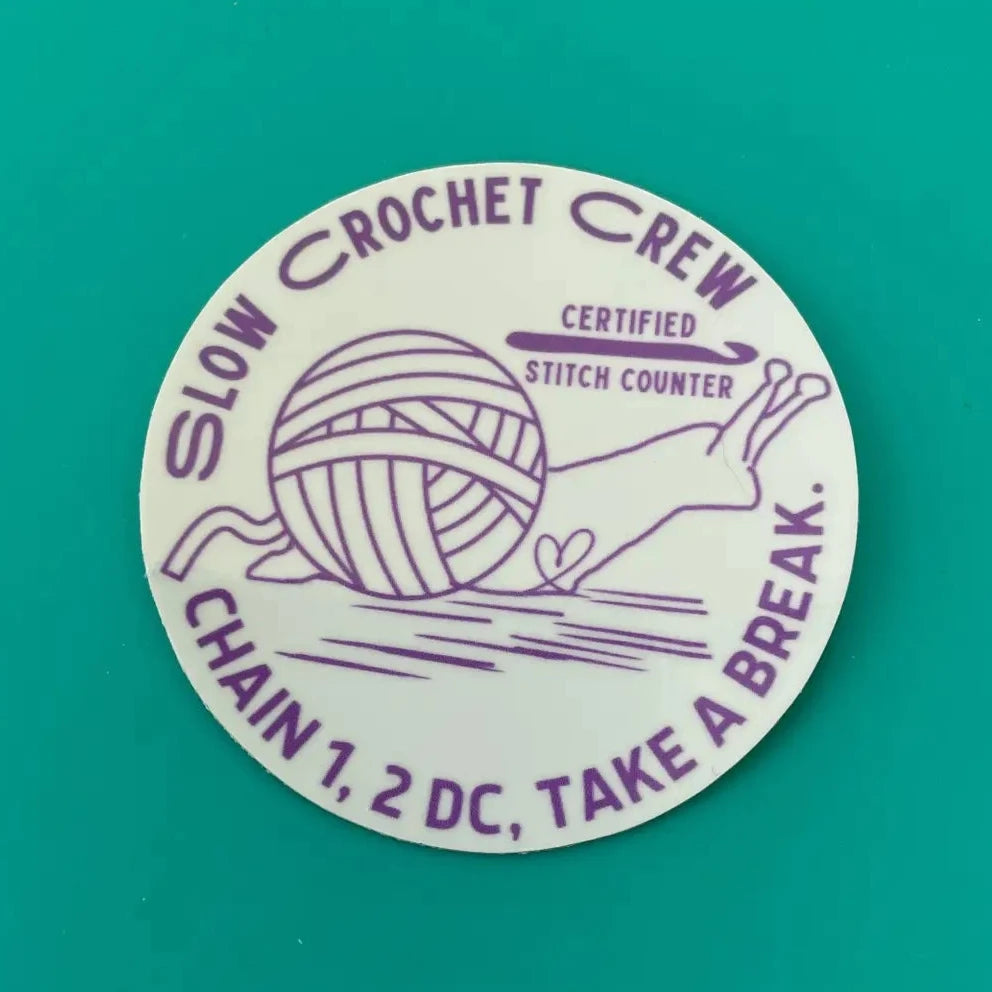 SLOW CROCHET CREW
CERTIFIED
STITCH COUNTER
CHAIN 1, 2 DC, TAKE A BREAK.